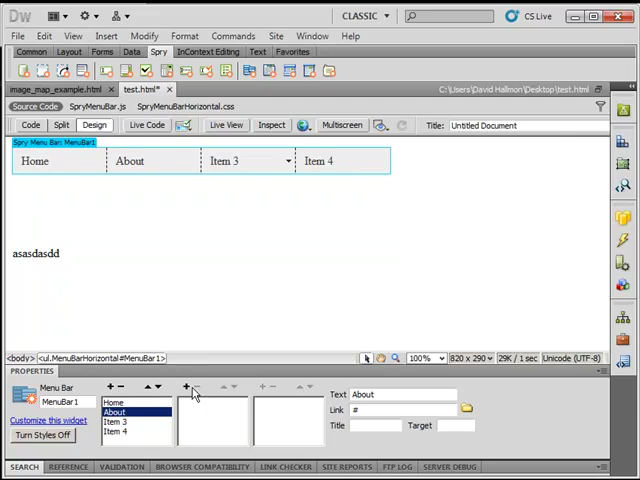 Dw CLASSIC CS Live
File Edit View Insert Modify Format Commands Site Window Help
Common Layout Forms Data Spry InContext Editing Text Favorites
image_map_example.html test.html* C:\Users\David Hallmon\Desktop\test.html
Source Code SpryMenuBar.js SpryMenuBarHorizontal.css
Code Split Design Live Code Live View Inspect Multiscreen Title: Untitled Document
Spry Menu Bar: MenuBar1
Home About Item 3 Item 4
asasdasdd
<body> <ul.MenuBarHorizontal#MenuBar1> 100% 820 x 290 29K / 1 sec Unicode (UTF-8)
PROPERTIES
Menu Bar
MenuBar1
Customize this widget
Turn Styles Off
Home
About
Item 3
Item 4
Text About
Link #
Title Target
SEARCH REFERENCE VALIDATION BROWSER COMPATIBILITY LINK CHECKER SITE REPORTS FTP LOG SERVER DEBUG